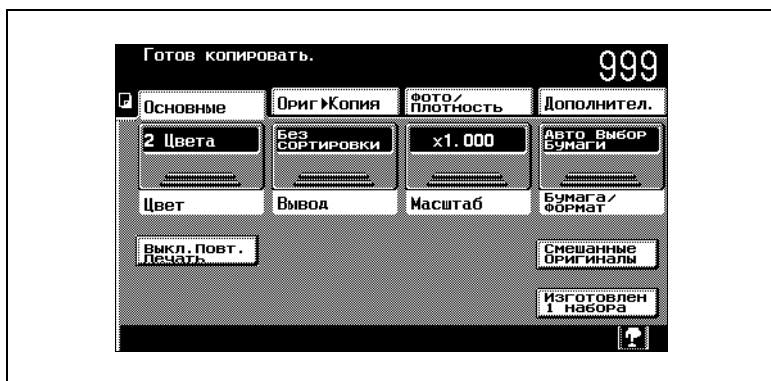 Готов копировать.
999
Основные
Ориг▶Копия
Фото/
Плотность
Дополнител.
2 Цвета
Без
сортировки
x1.000
Авто Выбор
Бумаги
Цвет
Вывод
Масштаб
Бумага/
Формат
Выкл.Повт.
Печать
Смешанные
Оригиналы
Изготовлен
1 набора